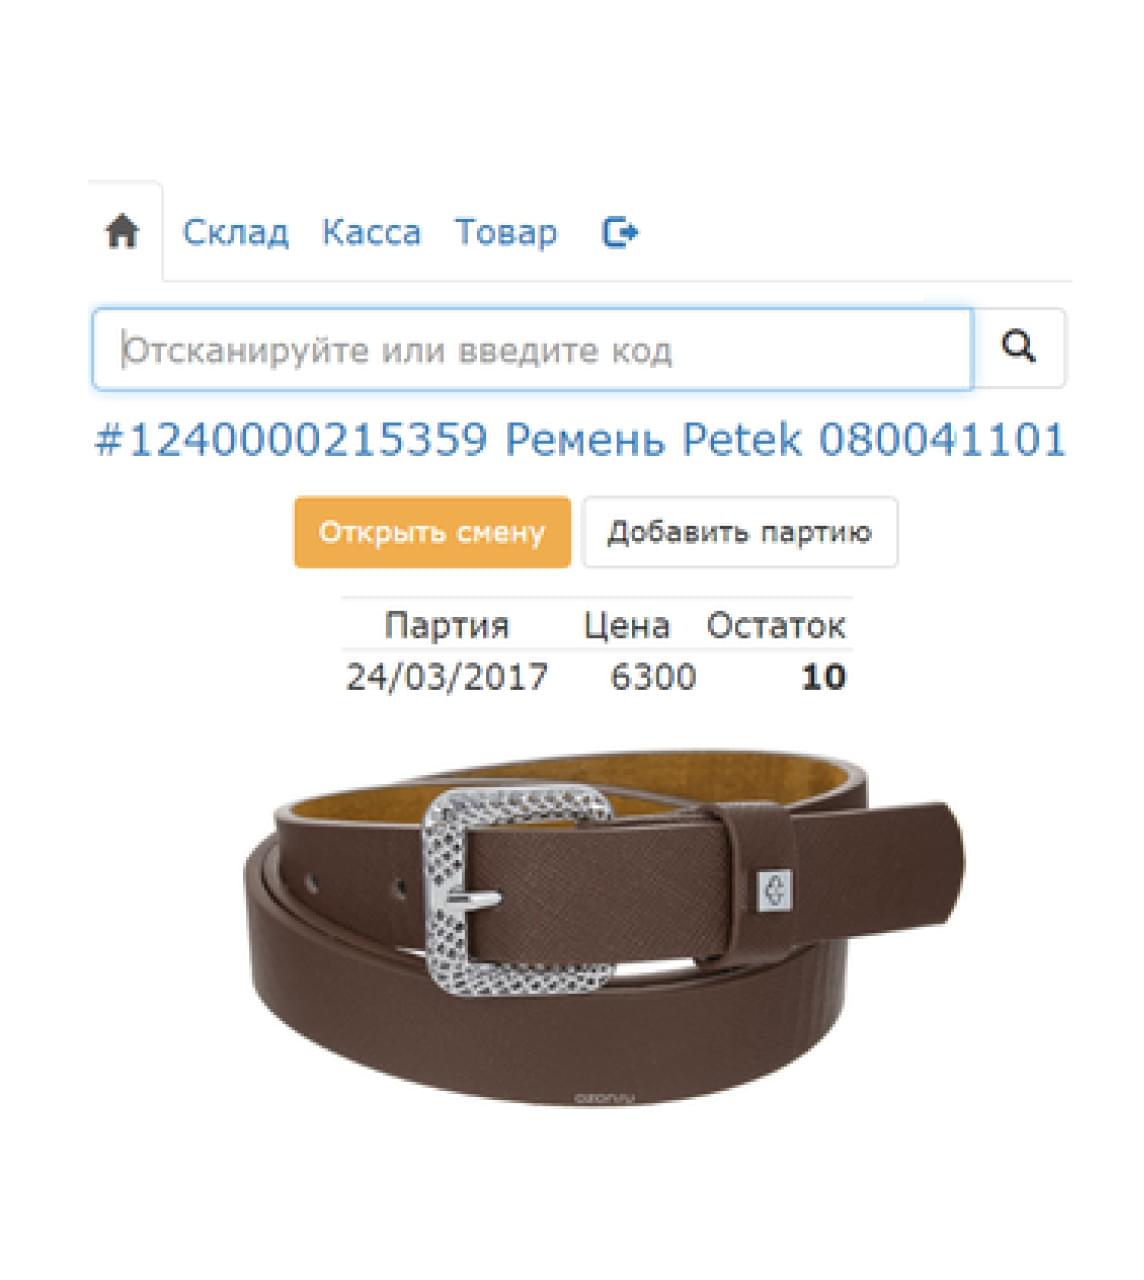 Склад Касса Товар
Отсканируйте или введите код
#1240000215359 Ремень Petek 080041101
Открыть смену Добавить партию
Партия Цена Остаток
24/03/2017 6300 10
ozon.ru